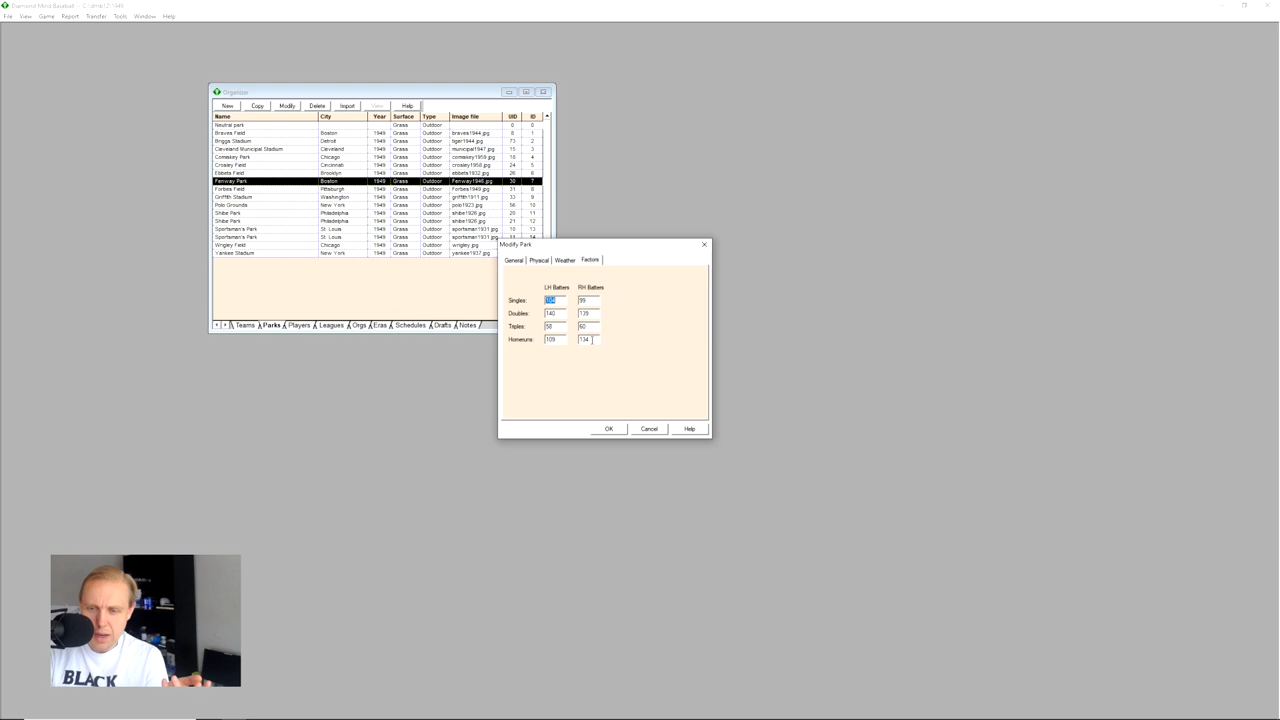 Diamond Mind Baseball - C:\dmb12\1949
File View Game Report Transfer Tools Window Help
Organizer
New Copy Modify Delete Import View Help
Name City Year Surface Type Image file UID ID
Neutral park Grass Outdoor 0 0
Braves Field Boston 1949 Grass Outdoor braves1944.jpg 8 1
Briggs Stadium Detroit 1949 Grass Outdoor tiger1944.jpg 73 2
Cleveland Municipal Stadium Cleveland 1949 Grass Outdoor municipal1947.jpg 15 3
Comiskey Park Chicago 1949 Grass Outdoor comiskey1959.jpg 18 4
Crosley Field Cincinnati 1949 Grass Outdoor crosley1958.jpg 24 5
Ebbets Field Brooklyn 1949 Grass Outdoor ebbets1932.jpg 26 6
Fenway Park Boston 1949 Grass Outdoor Fenway1946.jpg 30 7
Forbes Field Pittsburgh 1949 Grass Outdoor Forbes1949.jpg 31 8
Griffith Stadium Washington 1949 Grass Outdoor griffith1911.jpg 33 9
Polo Grounds New York 1949 Grass Outdoor polo1923.jpg 56 10
Shibe Park Philadelphia 1949 Grass Outdoor shibe1926.jpg 20 11
Shibe Park Philadelphia 1949 Grass Outdoor shibe1926.jpg 21 12
Sportsman's Park St. Louis 1949 Grass Outdoor sportsman1931.jpg 10 13
Sportsman's Park St. Louis 1949 Grass Outdoor sportsman1931.jpg 11 14
Wrigley Field Chicago 1949 Grass Outdoor wrigley.jpg
Yankee Stadium New York 1949 Grass Outdoor yankee1937.jpg
Teams Parks Players Leagues Orgs Eras Schedules Drafts Notes
Modify Park
General Physical Weather Factors
LH Batters RH Batters
Singles: 104 99
Doubles: 140 139
Triples: 58 60
Homeruns: 109 134
OK Cancel Help
BLACK